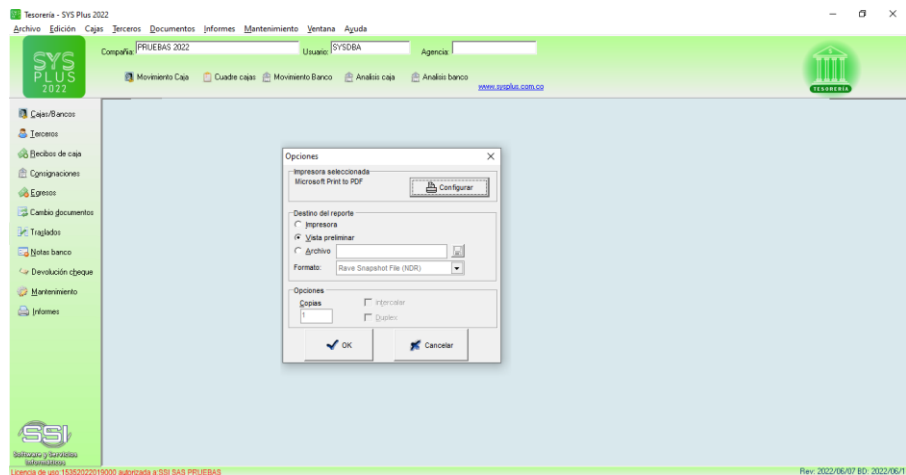 Tesorería - SYS Plus 2022
Archivo Edición Cajas Terceros Documentos Informes Mantenimiento Ventana Ayuda
SYS
PLUS
2022
Compañia: PRUEBAS 2022 Usuario: SYSDBA Agencia:
Movimiento Caja Cuadre cajas Movimiento Banco Analisis caja Analisis banco
www.sysplus.com.co
TESORERÍA
Cajas/Bancos
Terceros
Recibos de caja
Consignaciones
Egresos
Cambio documentos
Traslados
Notas banco
Devolución cheque
Mantenimiento
Informes
Opciones
Impresora seleccionada
Microsoft Print to PDF
Configurar
Destino del reporte
Impresora
Vista preliminar
Archivo
Formato: Rave Snapshot File (NDR)
Opciones
Copias
1
Intercalar
Duplex
OK Cancelar
SSI
Software y Servicios
Informáticos
Licencia de uso: 15352022019000 autorizada a:SSI SAS PRUEBAS
Rev: 2022/06/07 BD: 2022/06/1